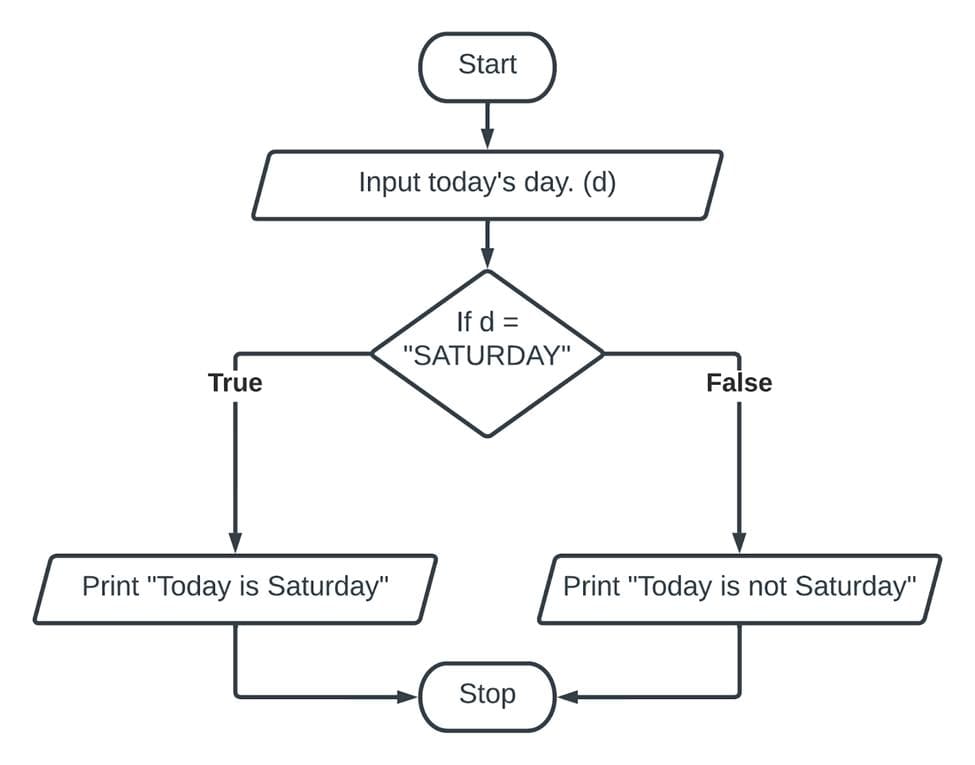 Start
Input today's day. (d)
If d =
"SATURDAY"
True
False
Print "Today is Saturday"
Print "Today is not Saturday"
Stop